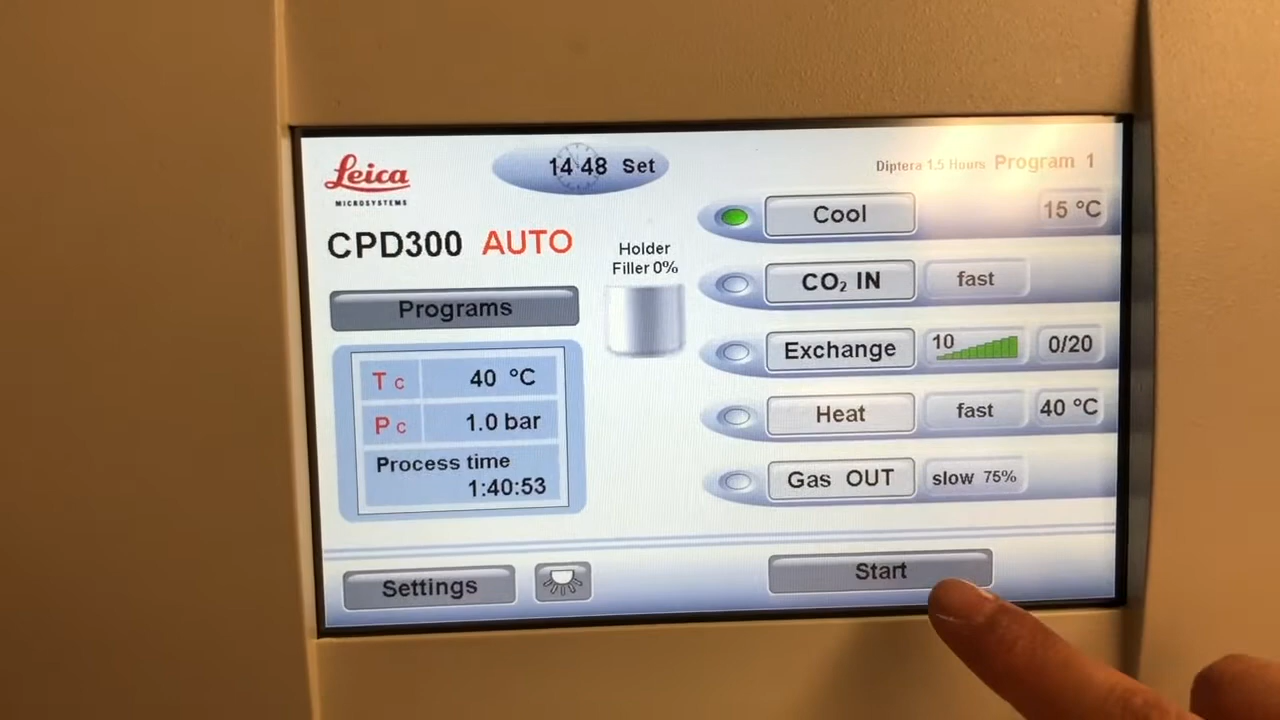 Leica
MICROSYSTEMS
14:48 Set
Diptera 1.5 Hours Program 1
CPD300 AUTO
Programs
Tc 40 °C
Pc 1.0 bar
Process time
1:40:53
Holder
Filler 0%
Cool 15 °C
CO₂ IN fast
Exchange 10 0/20
Heat fast 40 °C
Gas OUT slow 75%
Settings
Start